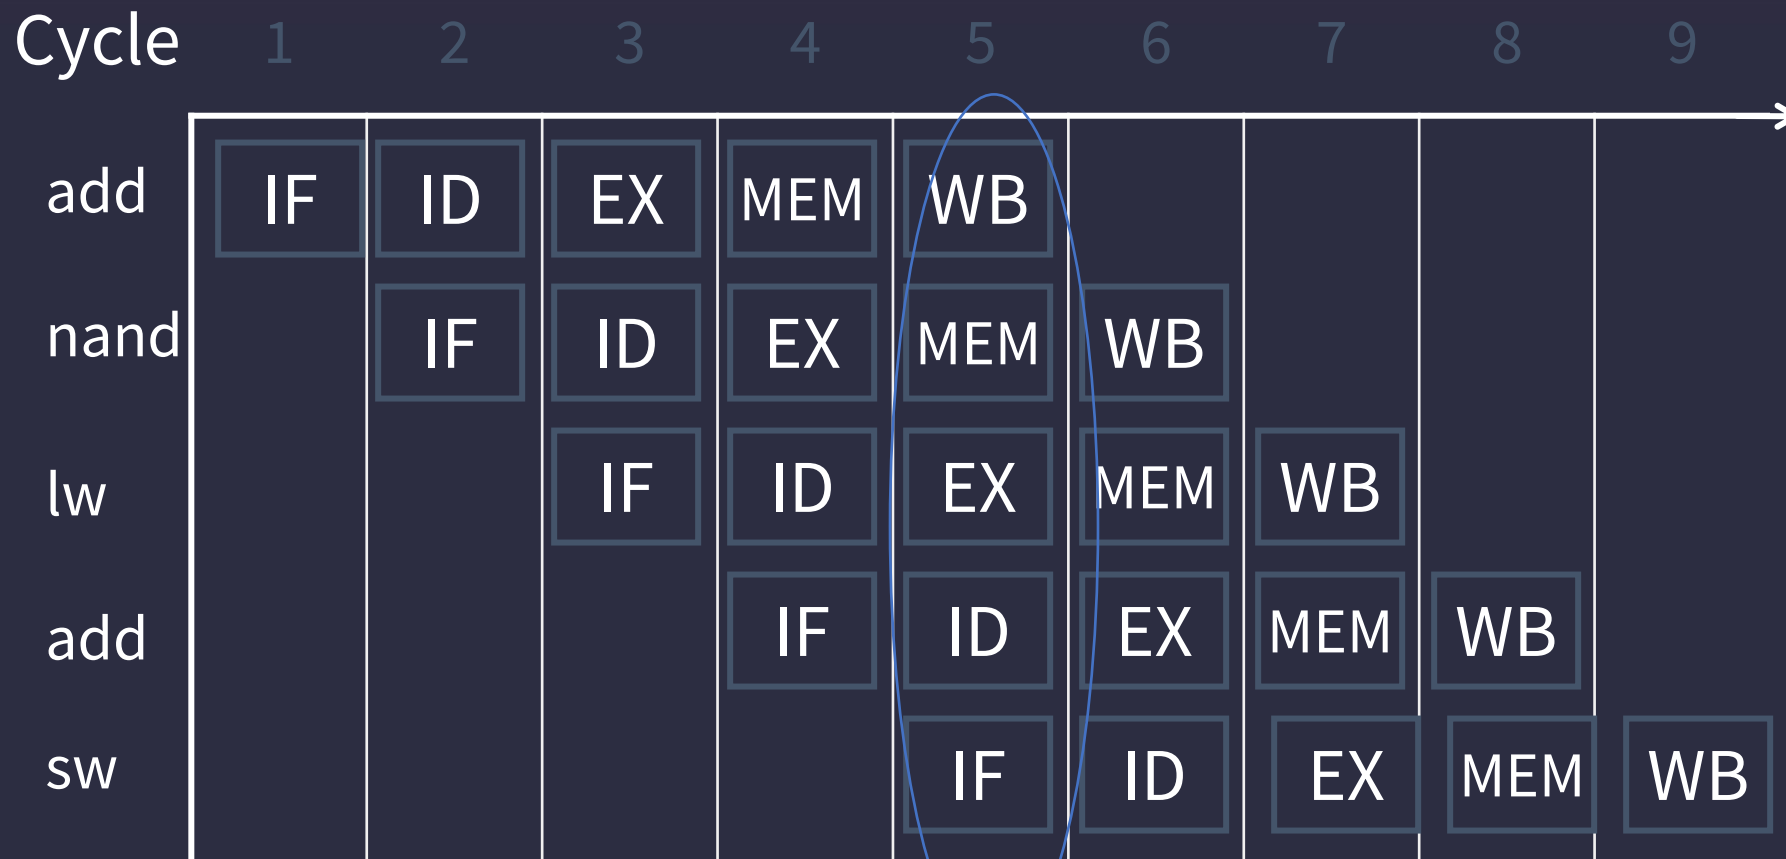 Cycle 1 2 3 4 5 6 7 8 9
add IF ID EX MEM WB
nand IF ID EX MEM WB
lw IF ID EX MEM WB
add IF ID EX MEM WB
sw IF ID EX MEM WB